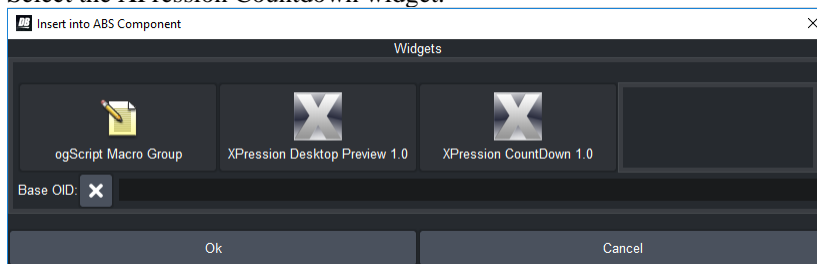 Select the XPression Countdown widget.
DB Insert into ABS Component
Widgets
ogScript Macro Group XPression Desktop Preview 1.0 XPression CountDown 1.0
Base OID:
Ok Cancel